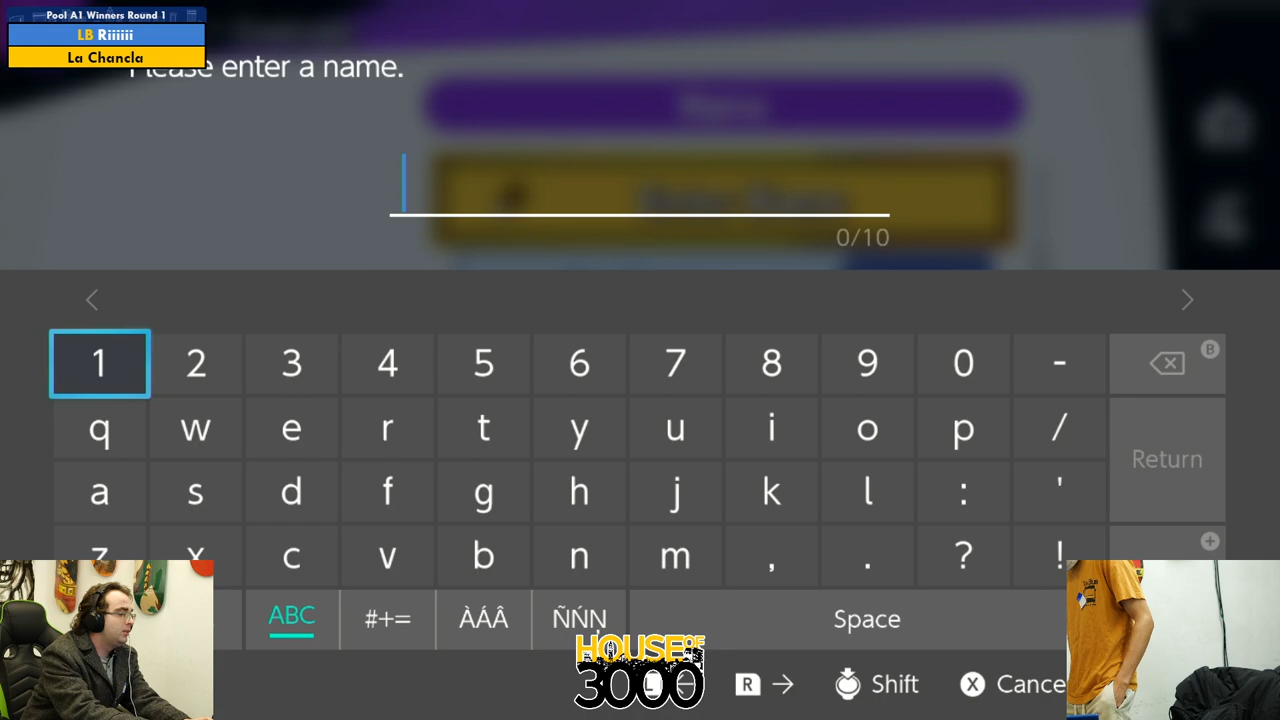 Pool A1 Winners Round 1
LB Riiiiii
La Chancla
Please enter a name.
0/10
1 2 3 4 5 6 7 8 9 0 -
B
q w e r t y u i o p /
Return
a s d f g h j k l : '
z x c v b n m , . ? !
ABC #+= ÀÁÂ ÑŃŅ Space
HOUSE OF
3000
L
R → Shift X Cance